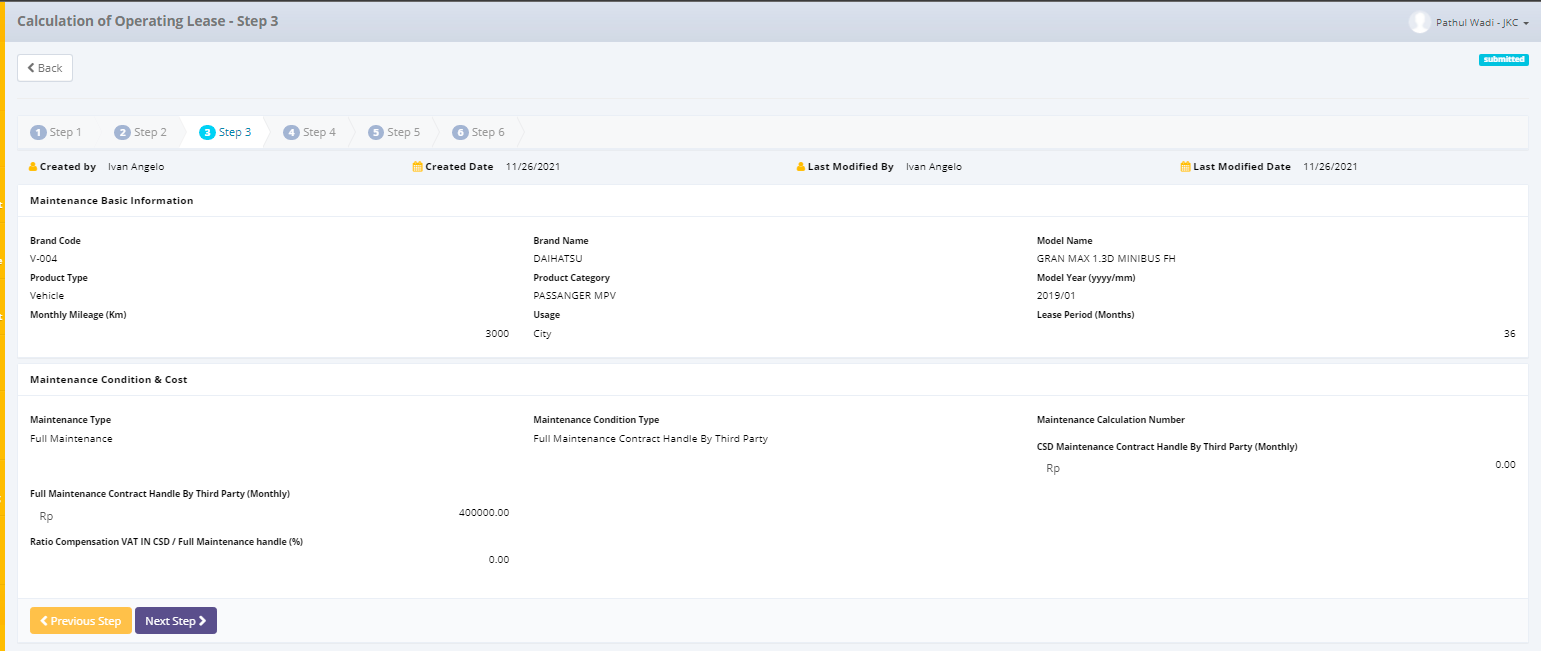 Calculation of Operating Lease - Step 3
Pathul Wadi - JKC
Back
submitted
1 Step 1 2 Step 2 3 Step 3 4 Step 4 5 Step 5 6 Step 6
Created by Ivan Angelo Created Date 11/26/2021 Last Modified By Ivan Angelo Last Modified Date 11/26/2021
Maintenance Basic Information
Brand Code Brand Name Model Name
V-004 DAIHATSU GRAN MAX 1.3D MINIBUS FH
Product Type Product Category Model Year (yyyy/mm)
Vehicle PASSANGER MPV 2019/01
Monthly Mileage (Km) Usage Lease Period (Months)
3000 City 36
Maintenance Condition & Cost
Maintenance Type Maintenance Condition Type Maintenance Calculation Number
Full Maintenance Full Maintenance Contract Handle By Third Party
CSD Maintenance Contract Handle By Third Party (Monthly)
Rp 0.00
Full Maintenance Contract Handle By Third Party (Monthly)
Rp 400000.00
Ratio Compensation VAT IN CSD / Full Maintenance handle (%)
0.00
Previous Step Next Step